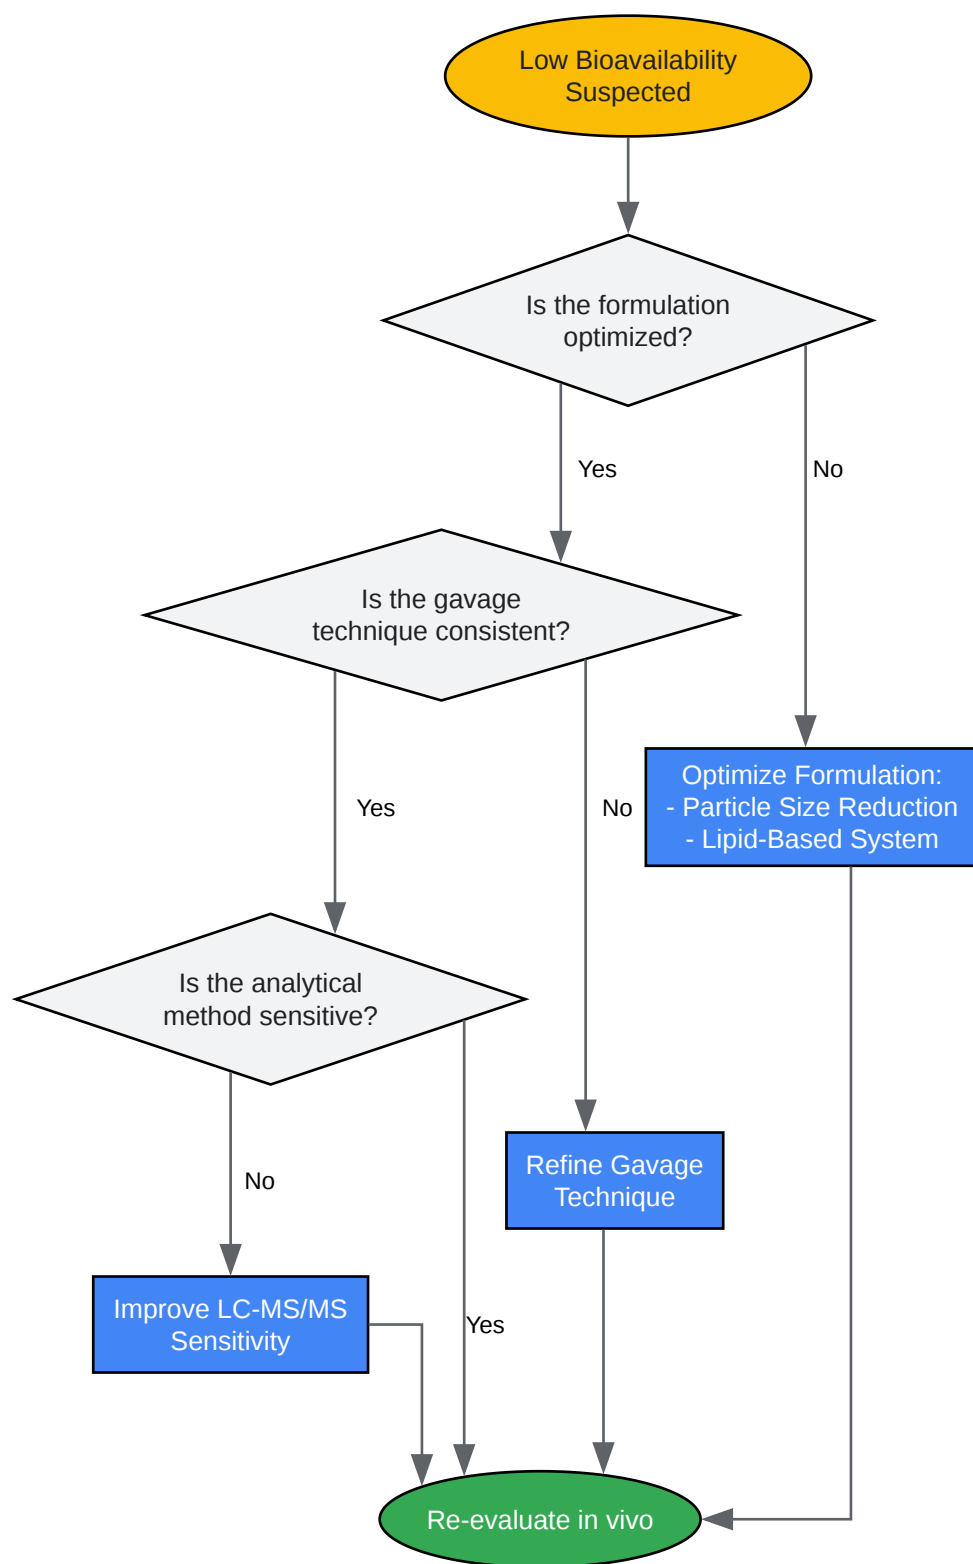 Low Bioavailability
Suspected
Is the formulation
optimized?
Yes
No
Is the gavage
technique consistent?
Optimize Formulation:
- Particle Size Reduction
- Lipid-Based System
Yes
No
Is the analytical
method sensitive?
Refine Gavage
Technique
No
Improve LC-MS/MS
Sensitivity
Yes
Re-evaluate in vivo